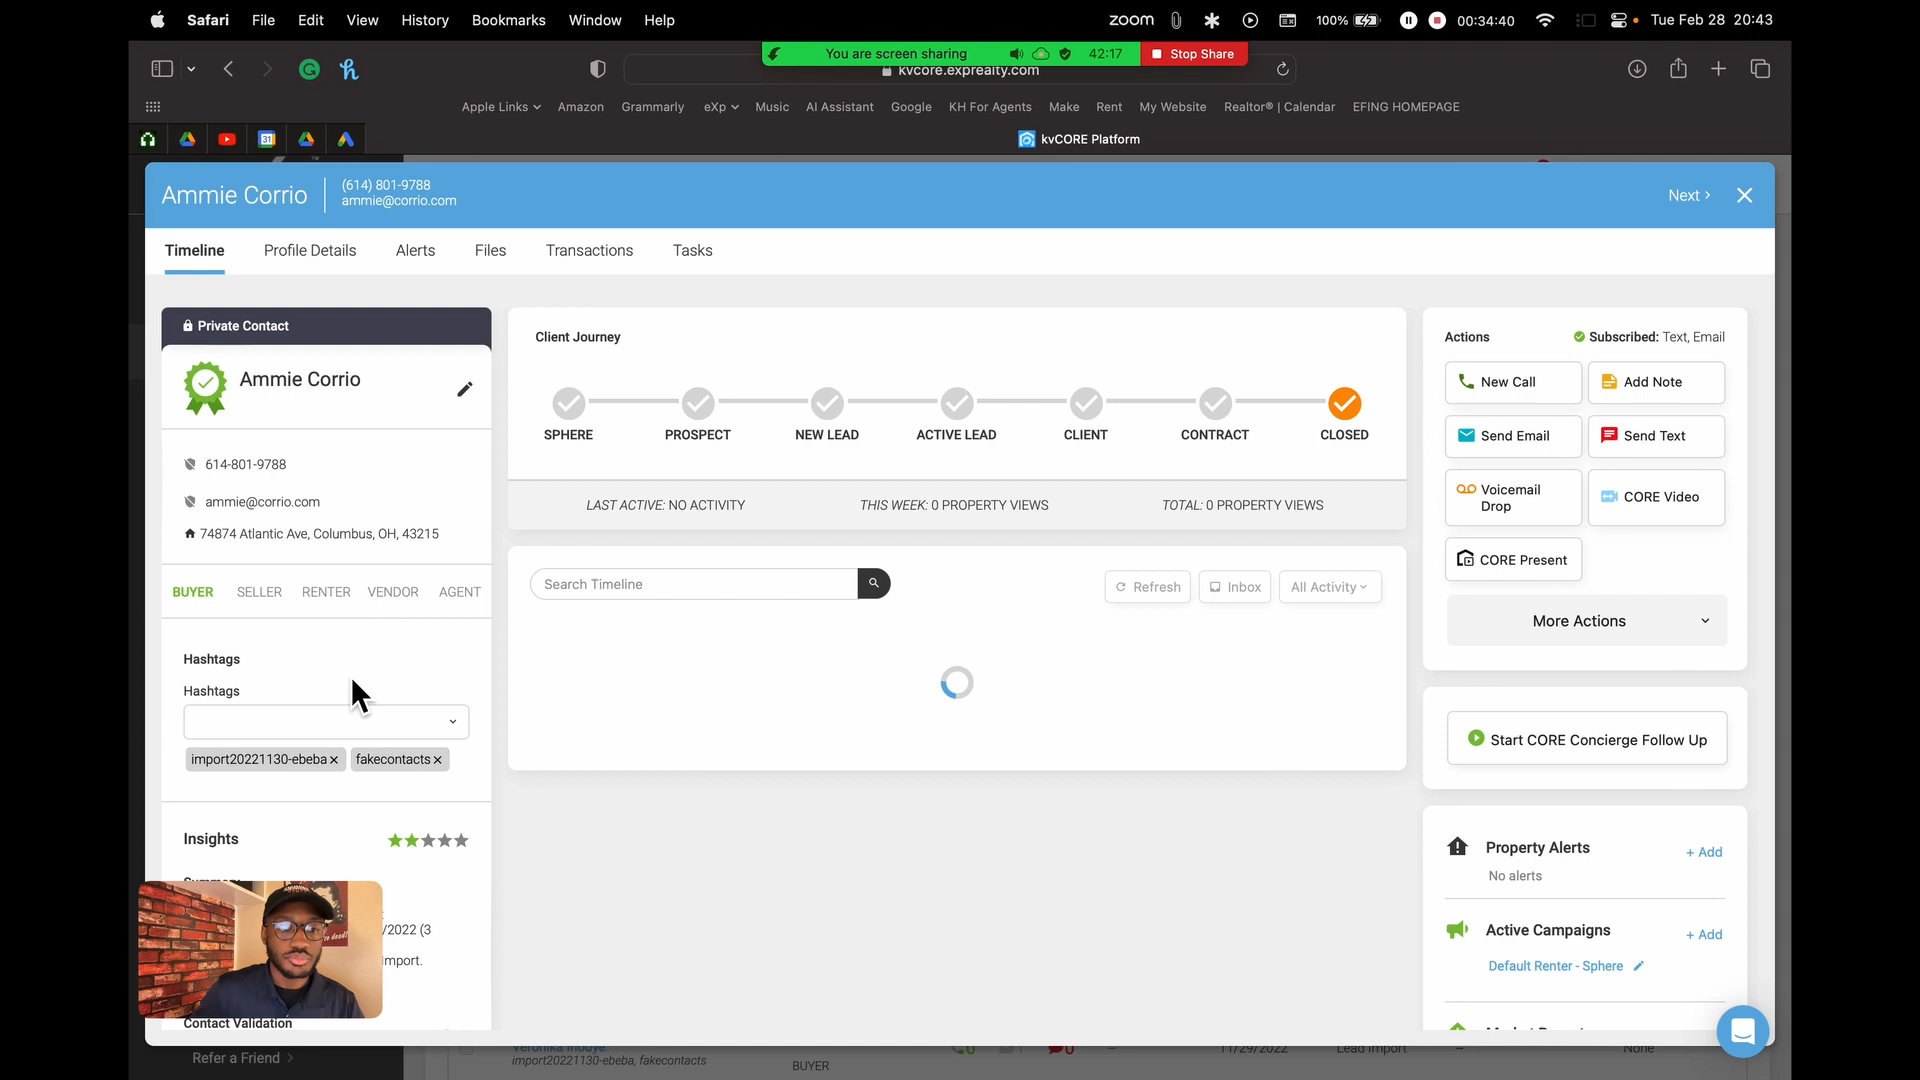 Safari File Edit View History Bookmarks Window Help zoom 100% 00:34:40 Tue Feb 28 20:43
You are screen sharing 42:17 Stop Share
kvcore.exprealty.com
Apple Links Amazon Grammarly eXp Music AI Assistant Google KH For Agents Make Rent My Website Realtor® | Calendar EFING HOMEPAGE
31 kvCORE Platform
Ammie Corrio
(614) 801-9788
ammie@corrio.com
Next
Timeline Profile Details Alerts Files Transactions Tasks
Private Contact
Ammie Corrio
614-801-9788
ammie@corrio.com
74874 Atlantic Ave, Columbus, OH, 43215
BUYER SELLER RENTER VENDOR AGENT
Hashtags
Hashtags
import20221130-ebeba × fakecontacts ×
Insights
/2022 (3
Import.
Contact Validation
Client Journey
SPHERE PROSPECT NEW LEAD ACTIVE LEAD CLIENT CONTRACT CLOSED
LAST ACTIVE: NO ACTIVITY THIS WEEK: 0 PROPERTY VIEWS TOTAL: 0 PROPERTY VIEWS
Search Timeline
Refresh Inbox All Activity
Actions Subscribed: Text, Email
New Call Add Note
Send Email Send Text
Voicemail Drop CORE Video
CORE Present
More Actions
Start CORE Concierge Follow Up
Property Alerts + Add
No alerts
Active Campaigns + Add
Default Renter - Sphere
Refer a Friend >
import20221130-ebeba, fakecontacts
BUYER
11/29/2022 Lead Import None